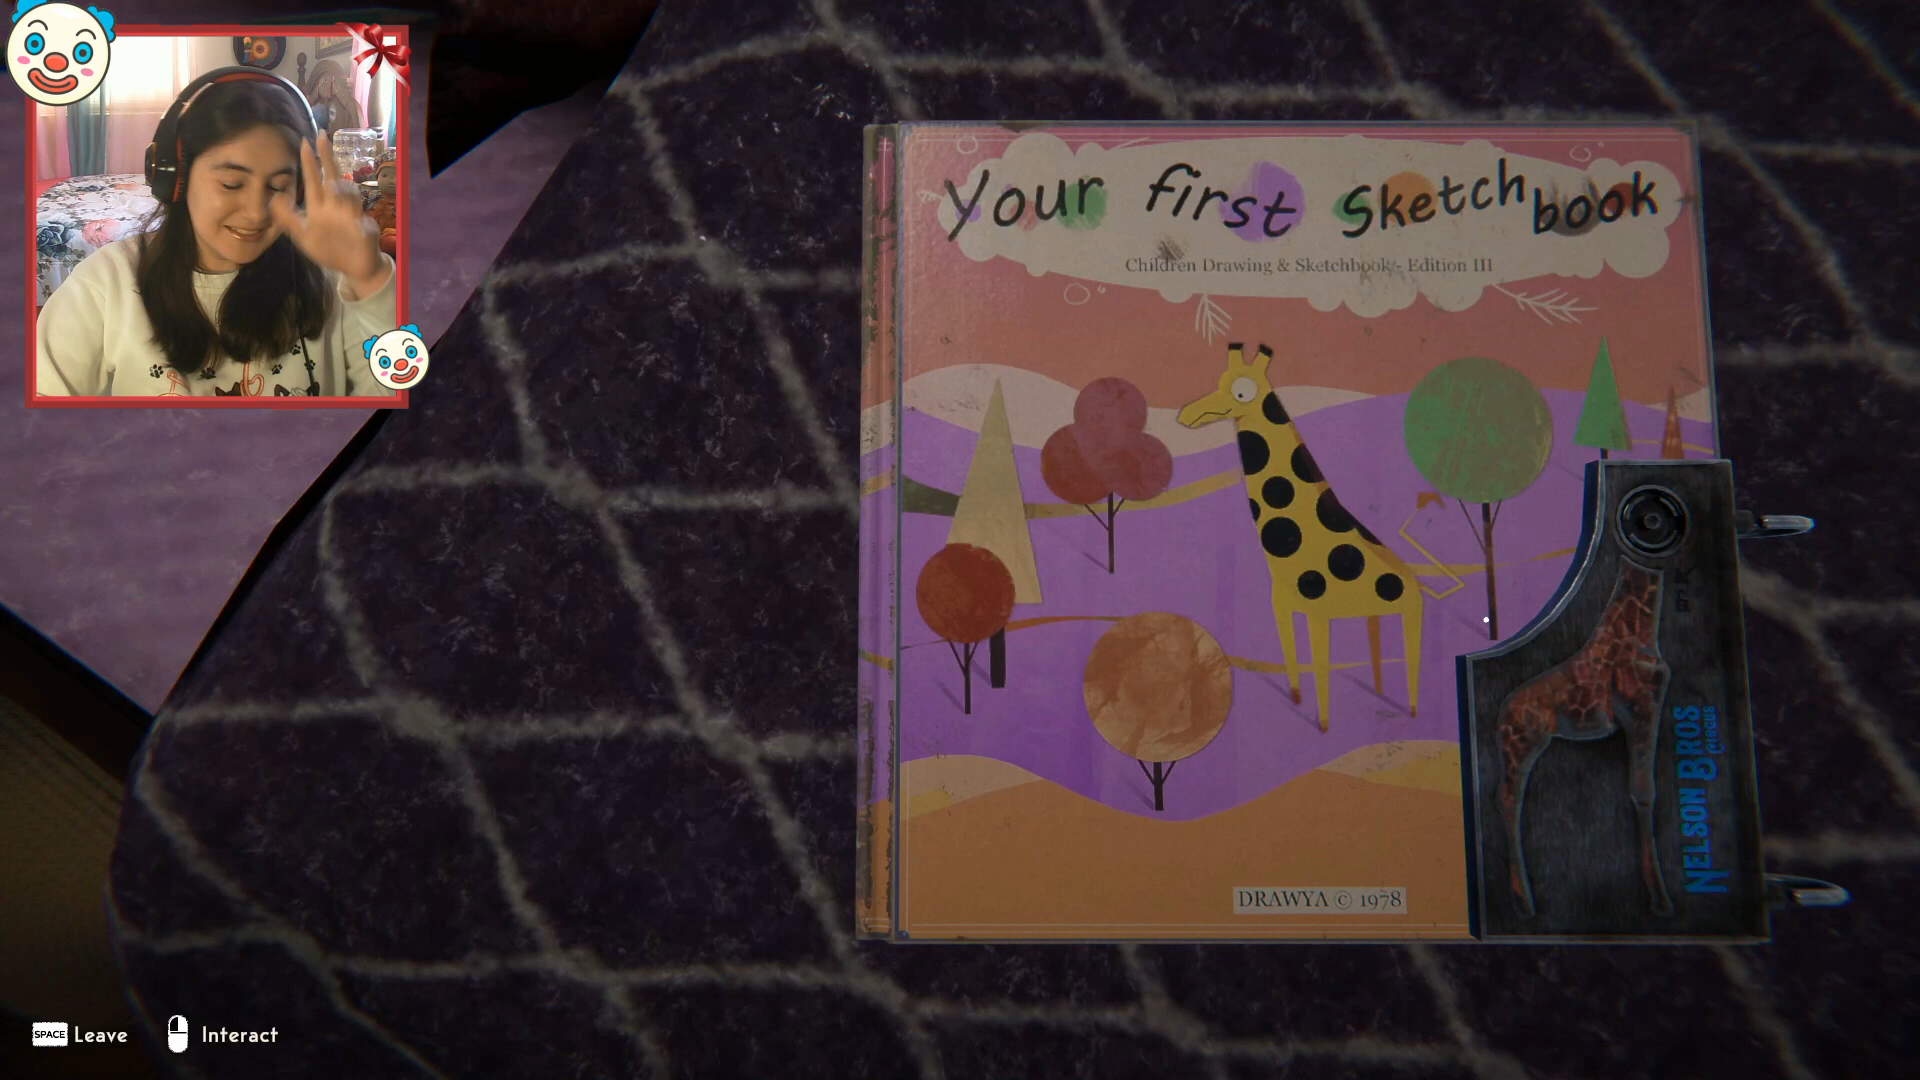 Your first Sketchbook
Children Drawing & Sketchbook - Edition III
NELSON BROS
CIRCUS
DRAWYA © 1978
SPACE Leave
Interact